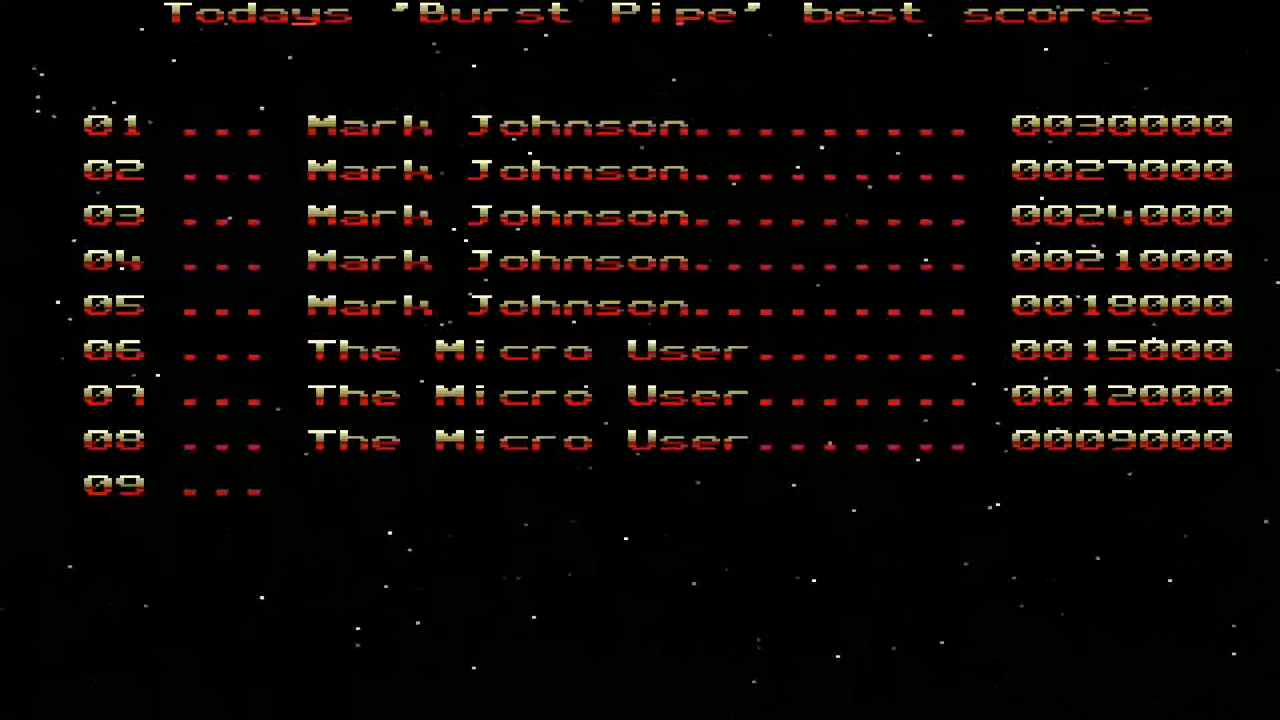 Todays 'Burst Pipe' best scores
01 ... Mark Johnson......... 0030000
02 ... Mark Johnson......... 0027000
03 ... Mark Johnson......... 0024000
04 ... Mark Johnson......... 0021000
05 ... Mark Johnson......... 0018000
06 ... The Micro User....... 0015000
07 ... The Micro User....... 0012000
08 ... The Micro User....... 0009000
09 ...